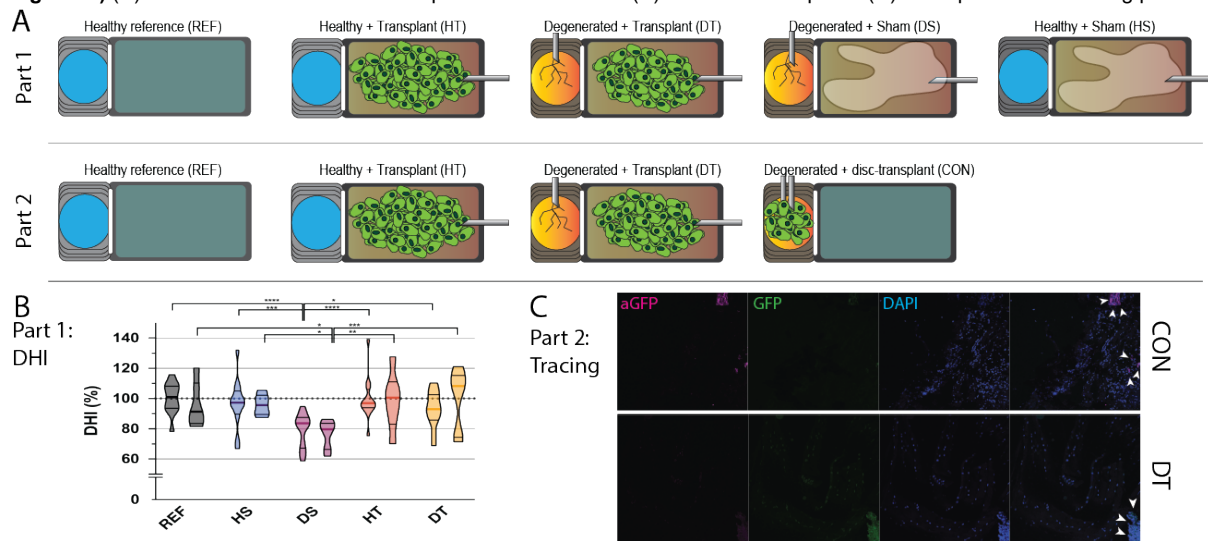 A
Part 1
Healthy reference (REF)
Healthy + Transplant (HT)
Degenerated + Transplant (DT)
Degenerated + Sham (DS)
Healthy + Sham (HS)
Part 2
Healthy reference (REF)
Healthy + Transplant (HT)
Degenerated + Transplant (DT)
Degenerated + disc-transplant (CON)
B
Part 1:
DHI
**** *
*** ****
* ***
* **
DHI (%)
140
120
100
80
60
0
REF
HS
DS
HT
DT
C
Part 2:
Tracing
aGFP
GFP
DAPI
CON
DT